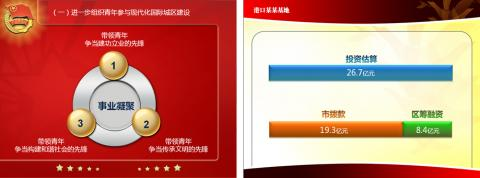 （一）进一步组织青年参与现代化国际城区建设
带领青年
争当建功立业的先锋
1
事业凝聚
3
2
带领青年
争当构建和谐社会的先锋
带领青年
争当传承文明的先锋
港口某某基地
投资估算
26.7亿元
市拨款
区筹融资
19.3亿元
8.4亿元